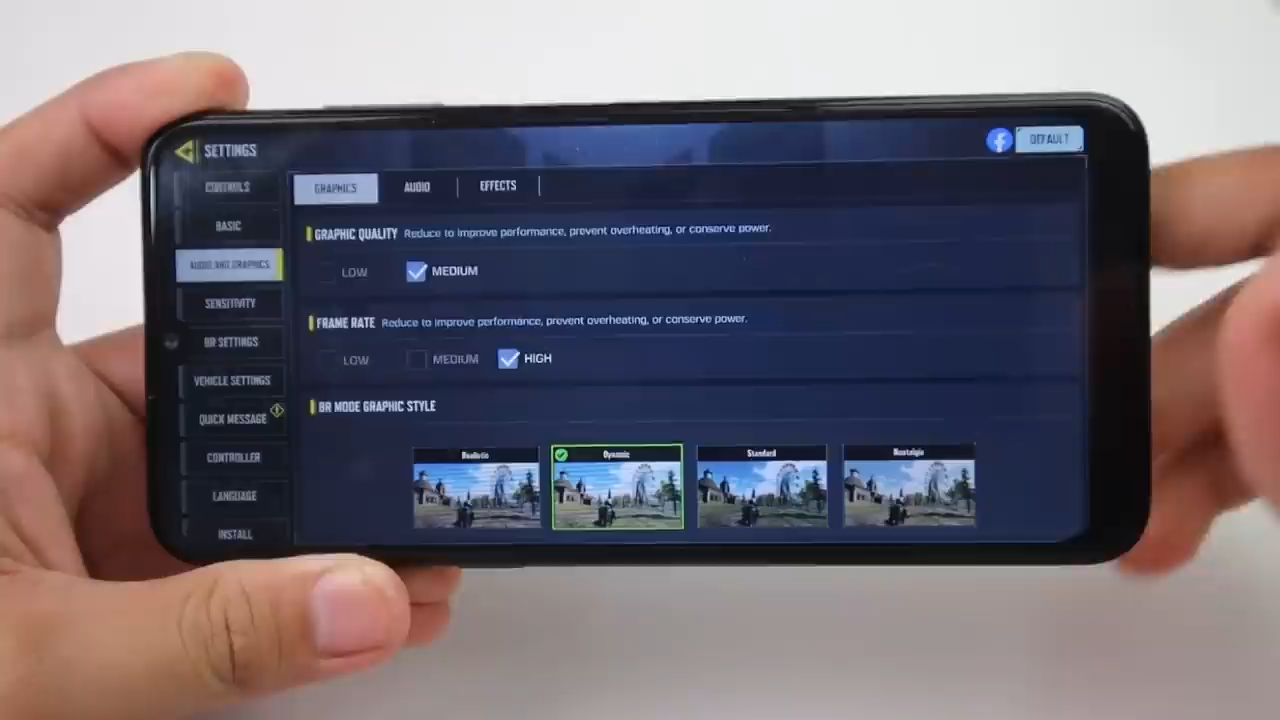 SETTINGS
DEFAULT
CONTROLS
BASIC
AUDIO AND GRAPHICS
SENSITIVITY
BR SETTINGS
VEHICLE SETTINGS
QUICK MESSAGE
CONTROLLER
LANGUAGE
INSTALL
GRAPHICS
AUDIO
EFFECTS
GRAPHIC QUALITY Reduce to improve performance, prevent overheating, or conserve power.
LOW MEDIUM
FRAME RATE Reduce to improve performance, prevent overheating, or conserve power.
LOW MEDIUM HIGH
BR MODE GRAPHIC STYLE
Realistic Dynamic Standard Nostalgia